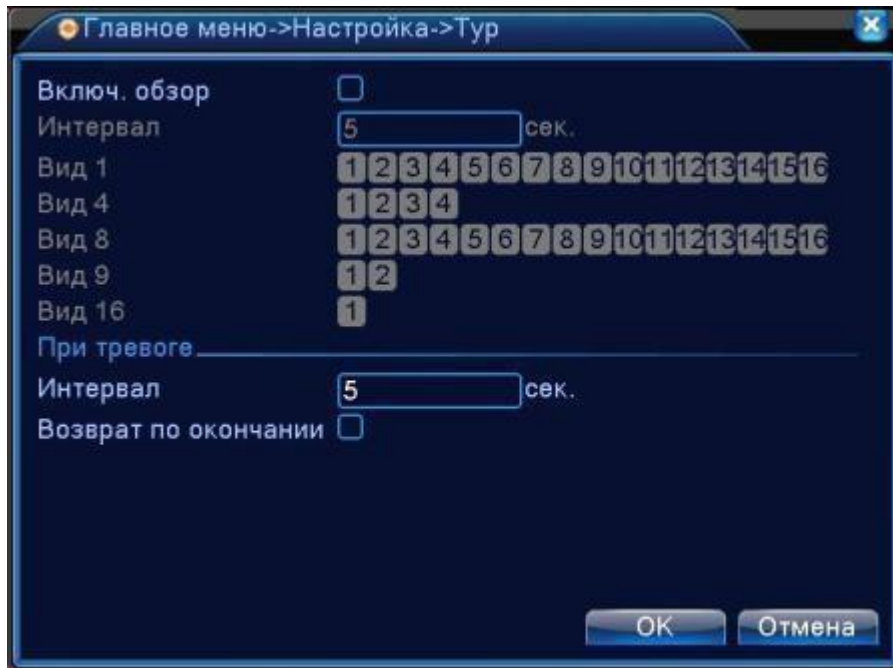 Главное меню->Настройка->Тур
Включ. обзор
Интервал 5 сек.
Вид 1 1 2 3 4 5 6 7 8 9 10 11 12 13 14 15 16
Вид 4 1 2 3 4
Вид 8 1 2 3 4 5 6 7 8 9 10 11 12 13 14 15 16
Вид 9 1 2
Вид 16 1
При тревоге
Интервал 5 сек.
Возврат по окончании
OK Отмена